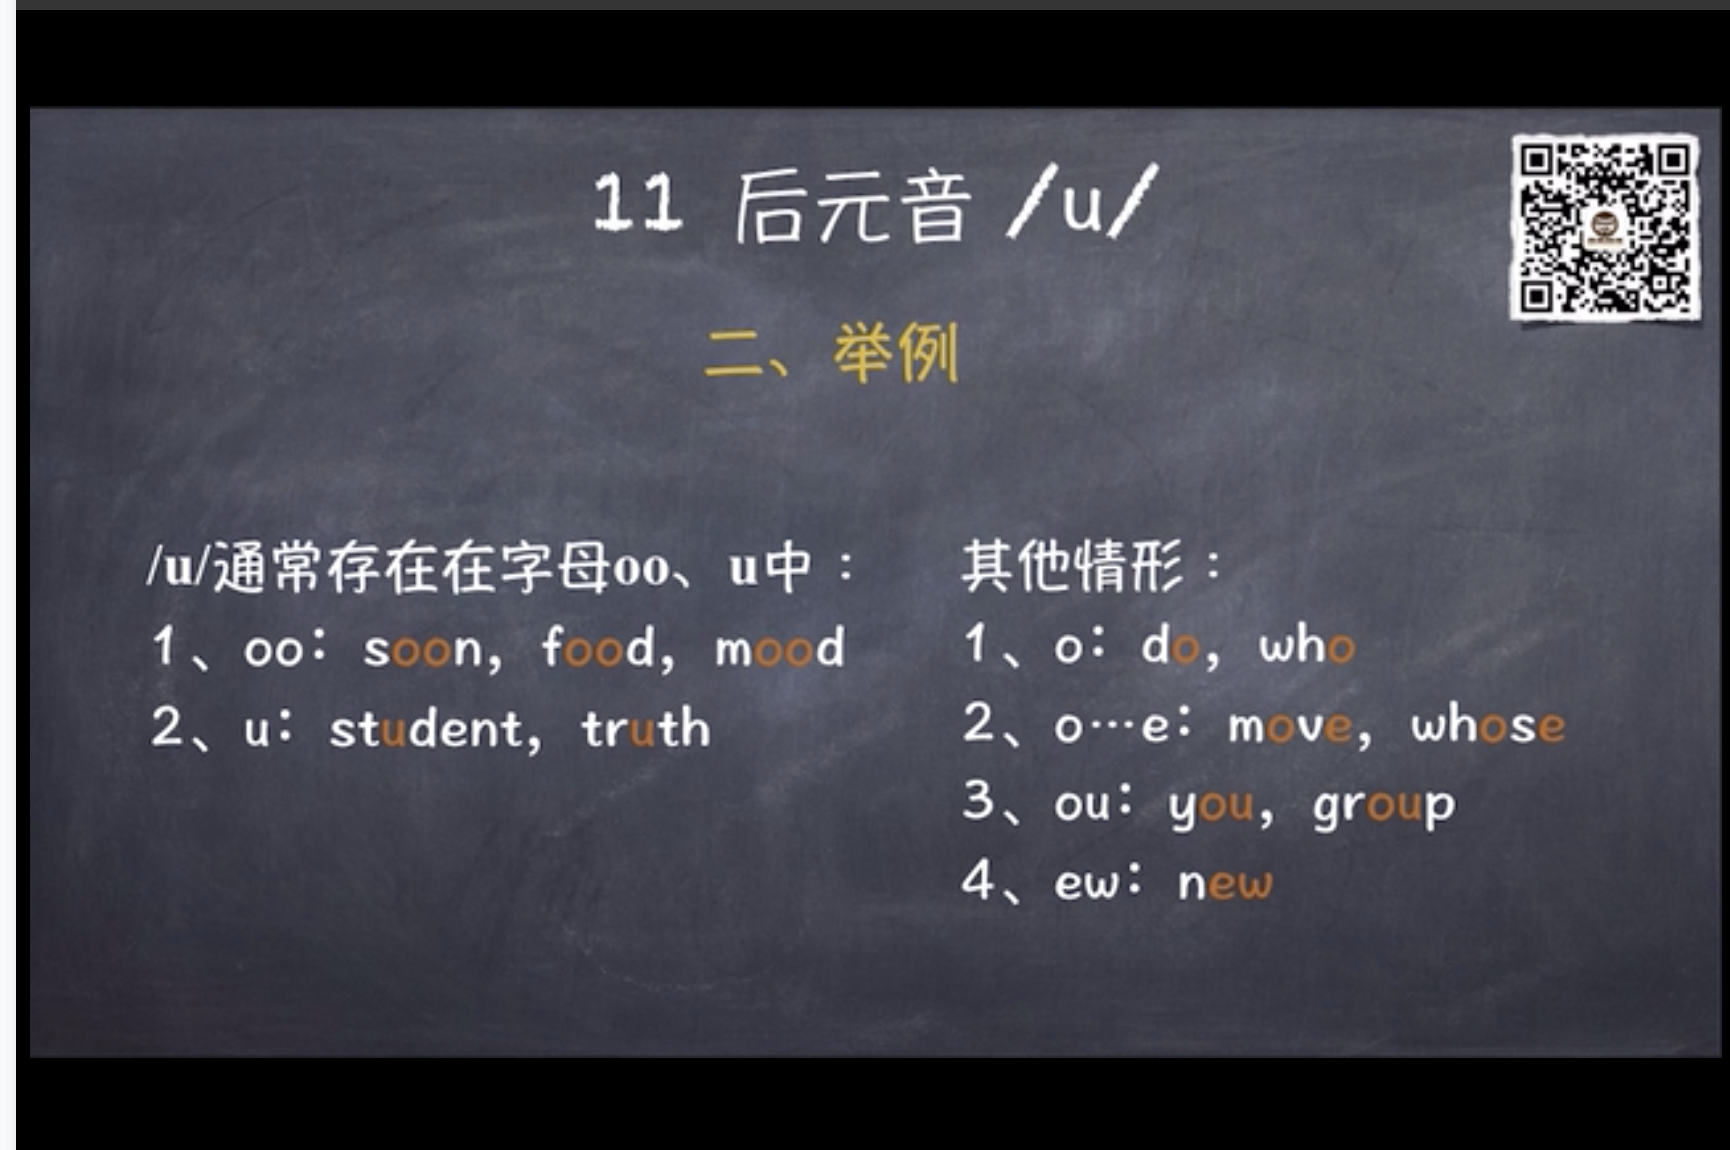 11 后元音 /u/
二、举例
/u/通常存在在字母oo、u中：
1、oo：soon，food，mood
2、u：student，truth
其他情形：
1、o：do，who
2、o…e：move，whose
3、ou：you，group
4、ew：new